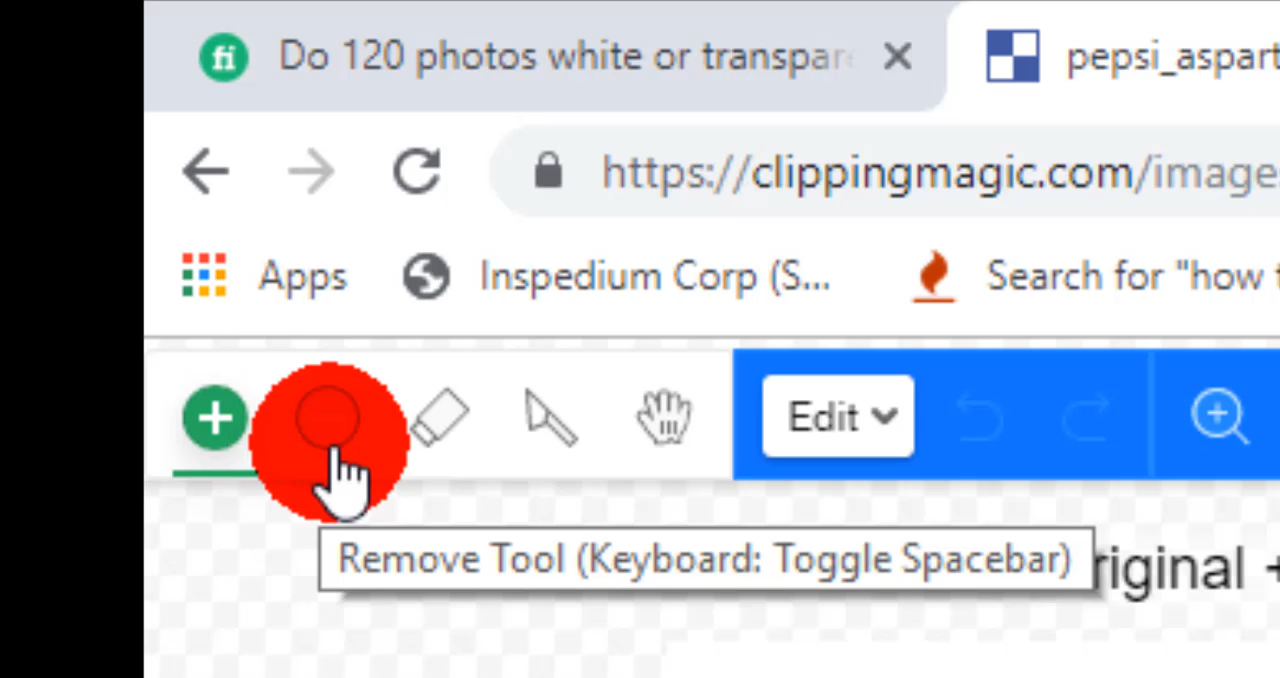 fi Do 120 photos white or transpar pepsi_aspart
https://clippingmagic.com/image
Apps Inspedium Corp (S... Search for "how
Edit
Remove Tool (Keyboard: Toggle Spacebar) riginal +